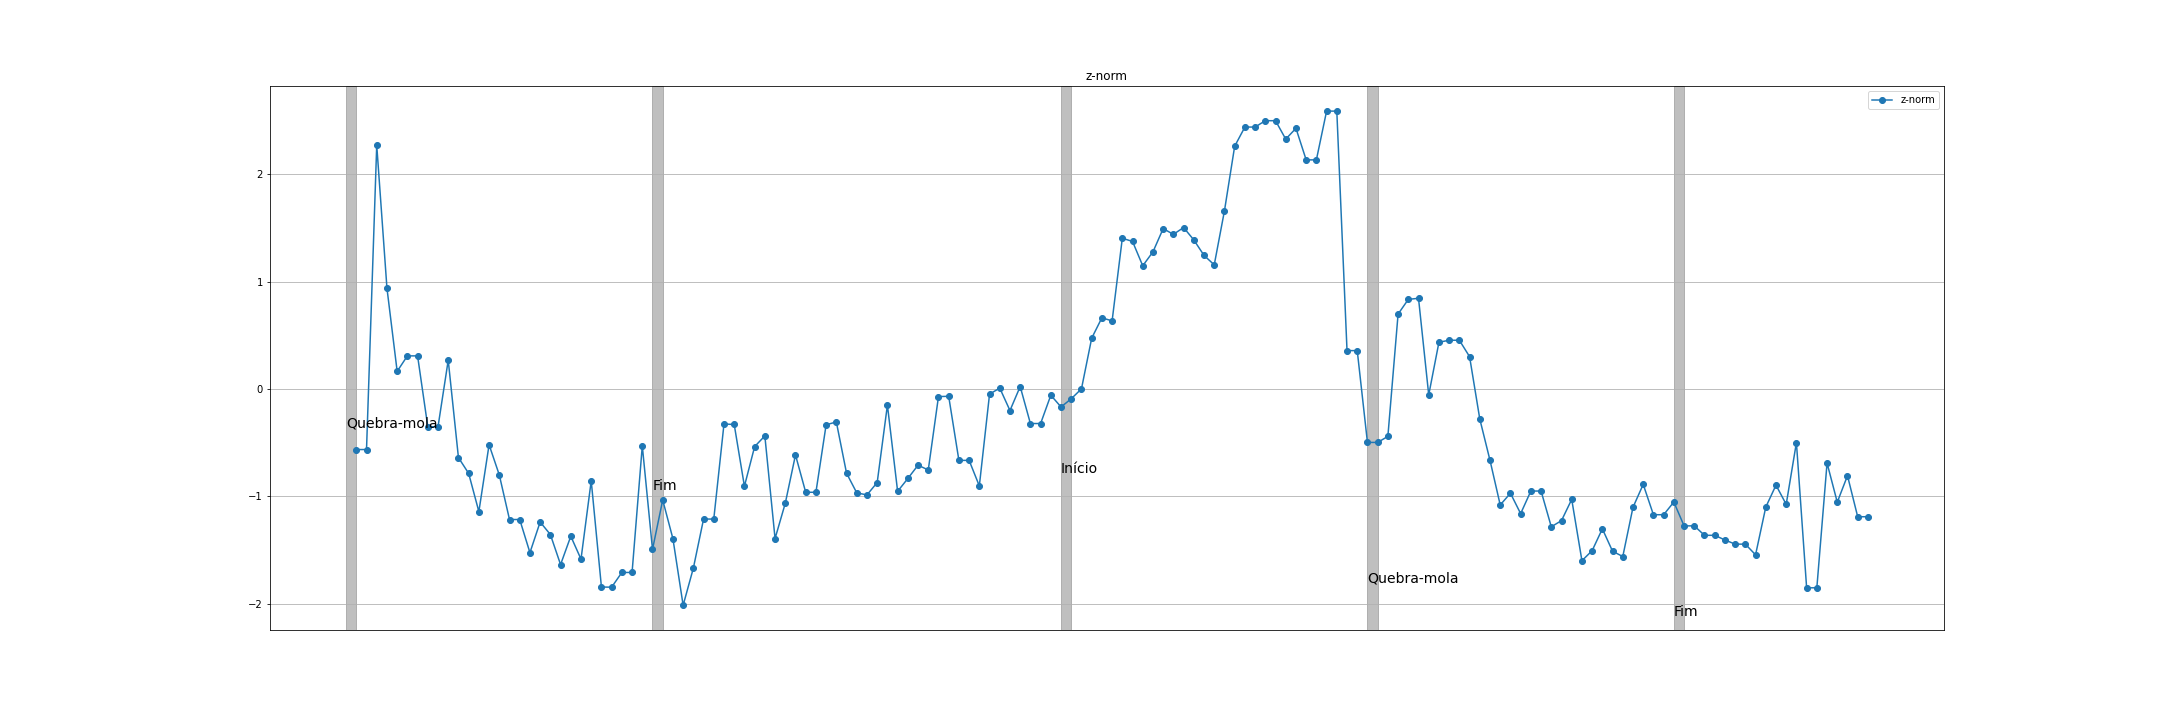 z-norm
z-norm
2
1
0
Quebra-mola
Início
Fim
−1
Quebra-mola
−2
Fim